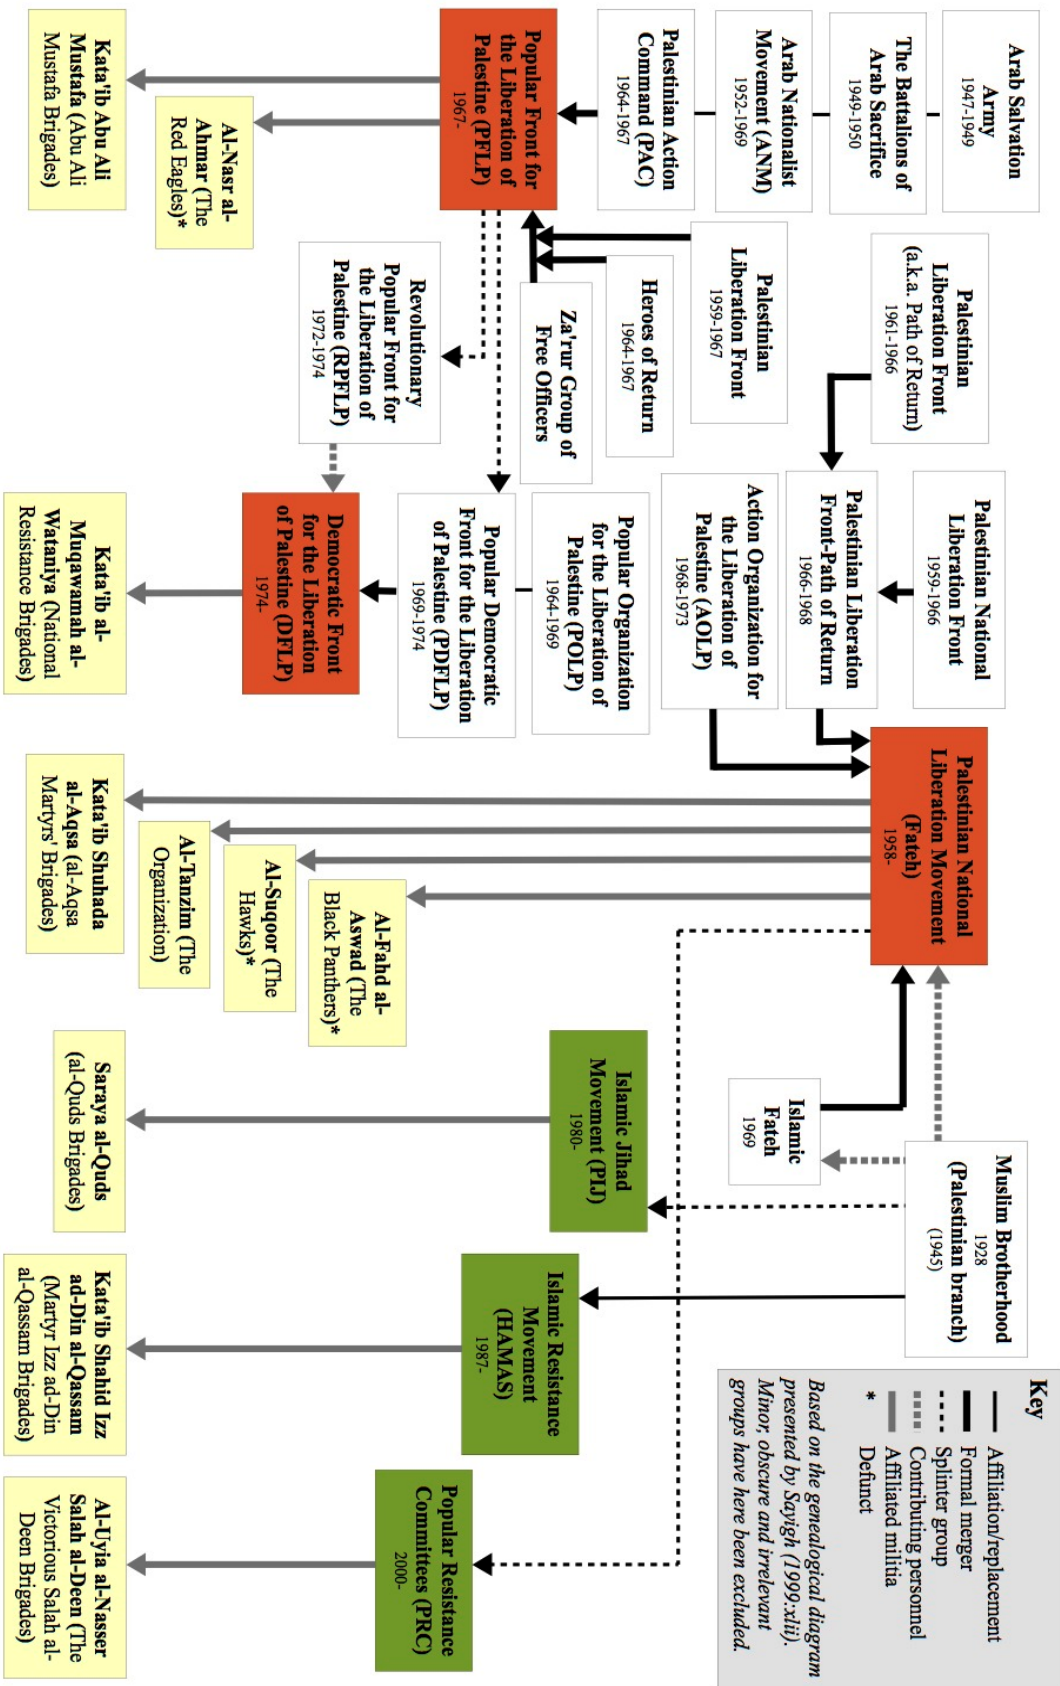 Arab Salvation
Army
1947-1949
The Battalions of
Arab Sacrifice
1949-1950
Arab Nationalist
Movement (ANM)
1952-1969
Palestinian Action
Command (PAC)
1964-1967
Popular Front for
the Liberation of
Palestine (PFLP)
1967-
Al-Nasr al-
Ahmar (The
Red Eagles)*
Kata'ib Abu Ali
Mustafa (Abu Ali
Mustafa Brigades)
Palestinian
Liberation Front
(a.k.a. Path of Return)
1961-1966
Palestinian
Liberation Front
1959-1967
Heroes of Return
1964-1967
Za'rur Group of
Free Officers
Revolutionary
Popular Front for
the Liberation of
Palestine (RPFLP)
1972-1974
Palestinian National
Liberation Front
1959-1966
Palestinian Liberation
Front-Path of Return
1966-1968
Action Organization for
the Liberation of
Palestine (AOLP)
1968-1973
Popular Organization
for the Liberation of
Palestine (POLP)
1964-1969
Popular Democratic
Front for the Liberation
of Palestine (PDFLP)
1969-1974
Democratic Front
for the Liberation
of Palestine (DFLP)
1974-
Kata'ib al-
Muqawamah al-
Wataniya (National
Resistance Brigades)
Palestinian National
Liberation Movement
(Fateh)
1958-
Al-Fahd al-
Aswad (The
Black Panthers)*
Al-Suqoor (The
Hawks)*
Al-Tanzim (The
Organization)
Kata'ib Shuhada
al-Aqsa (al-Aqsa
Martyrs' Brigades)
Muslim Brotherhood
1928
(Palestinian branch)
(1945)
Islamic
Fateh
1969
Islamic Jihad
Movement (PIJ)
1980-
Saraya al-Quds
(al-Quds Brigades)
Islamic Resistance
Movement
(HAMAS)
1987-
Kata'ib Shahid Izz
ad-Din al-Qassam
(Martyr Izz ad-Din
al-Qassam Brigades)
Popular Resistance
Committees (PRC)
2000-
Al-Uyia al-Nasser
Salah al-Deen (The
Victorious Salah al-
Deen Brigades)
Key
Affiliation/replacement
Formal merger
Splinter group
Contributing personnel
Affiliated militia
* Defunct
Based on the genealogical diagram
presented by Sayigh (1999:xlii).
Minor, obscure and irrelevant
groups have here been excluded.